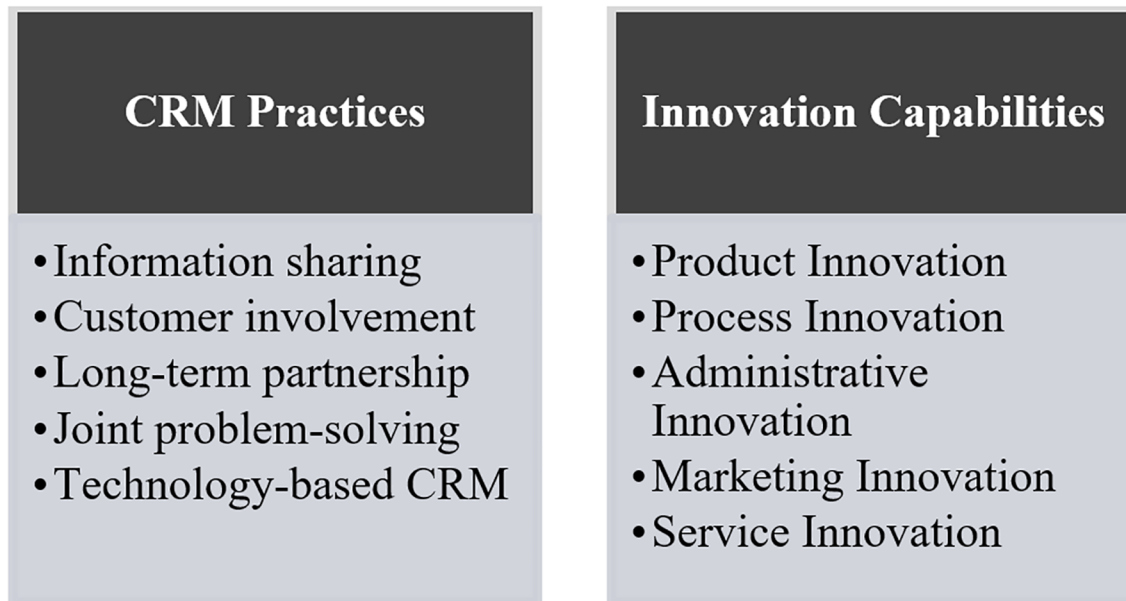 CRM Practices
• Information sharing
• Customer involvement
• Long-term partnership
• Joint problem-solving
• Technology-based CRM
Innovation Capabilities
• Product Innovation
• Process Innovation
• Administrative
Innovation
• Marketing Innovation
• Service Innovation